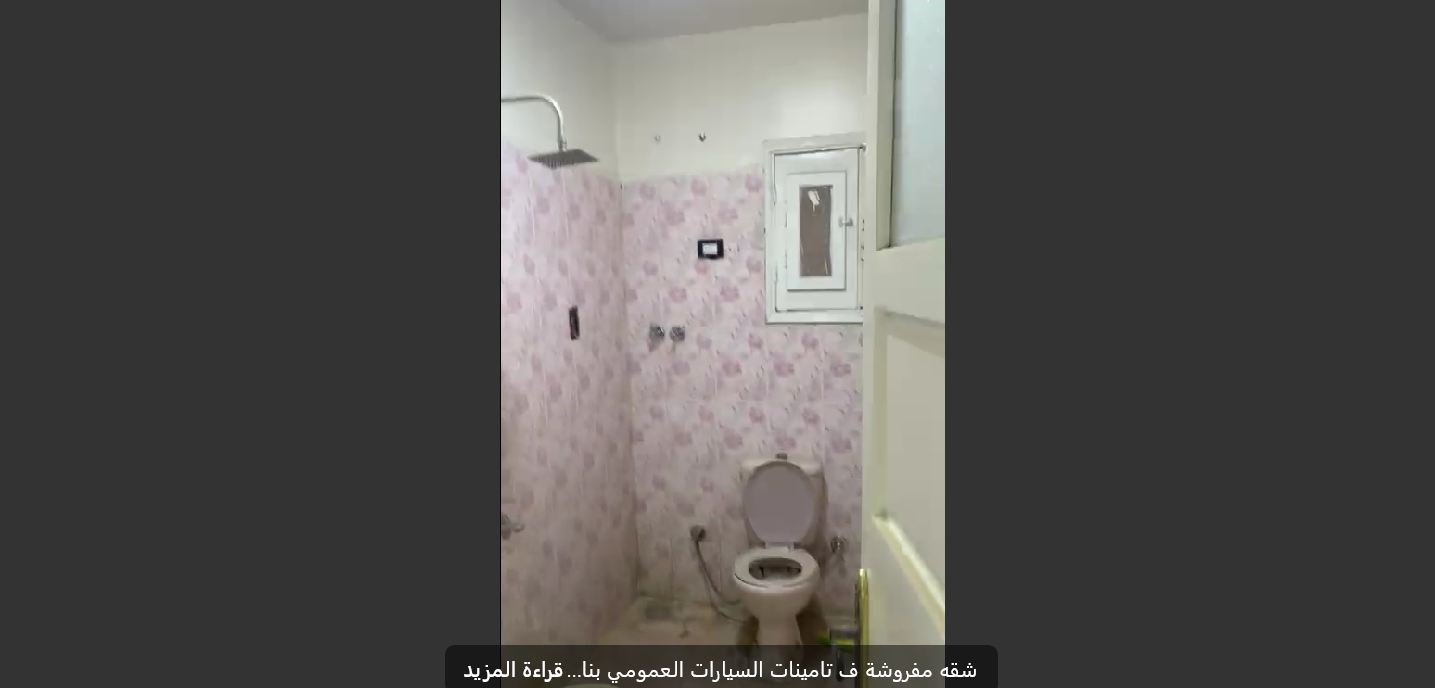 شقه مفروشة ف تامينات السيارات العمومي بنا... قراءة المزيد